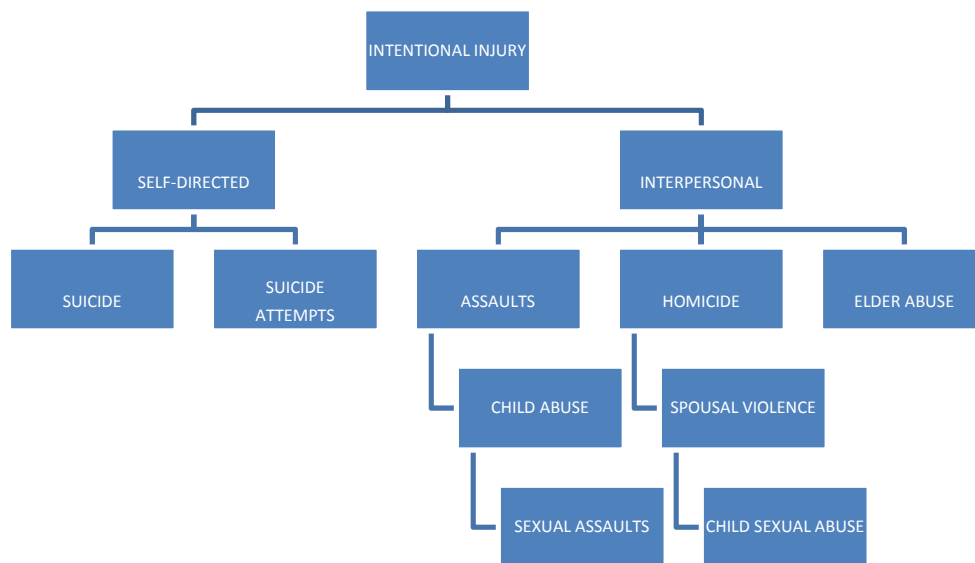 INTENTIONAL INJURY
SELF-DIRECTED
INTERPERSONAL
SUICIDE
SUICIDE
ATTEMPTS
ASSAULTS
HOMICIDE
ELDER ABUSE
CHILD ABUSE
SPOUSAL VIOLENCE
SEXUAL ASSAULTS
CHILD SEXUAL ABUSE